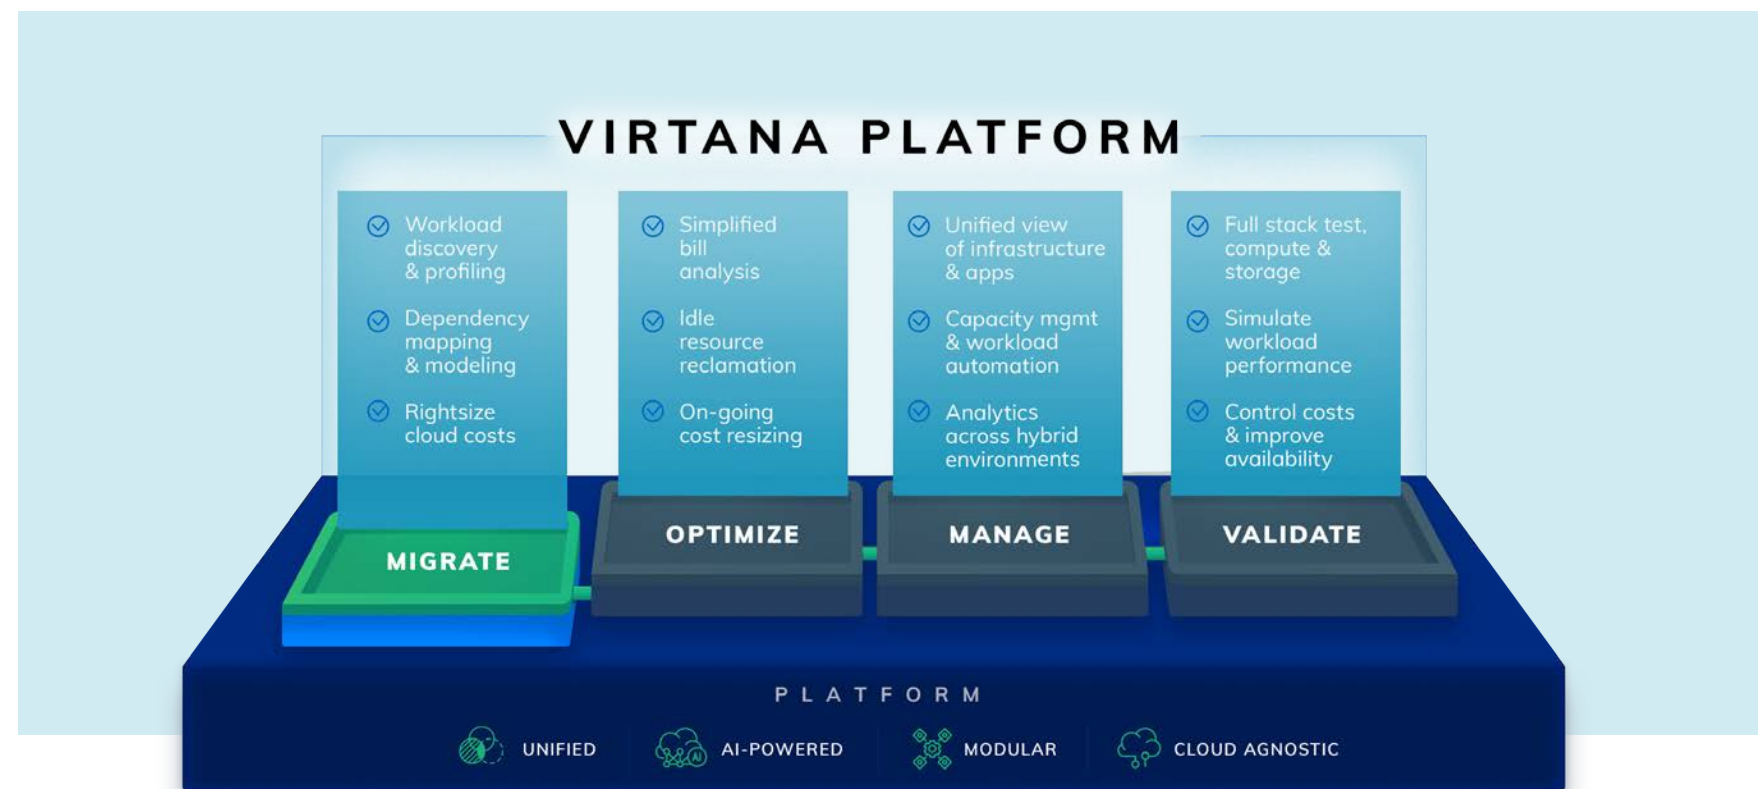 VIRTANA PLATFORM
Workload
discovery
& profiling
Dependency
mapping
& modeling
Rightsize
cloud costs
MIGRATE
Simplified
bill
analysis
Idle
resource
reclamation
On-going
cost resizing
OPTIMIZE
Unified view
of infrastructure
& apps
Capacity mgmt
& workload
automation
Analytics
across hybrid
environments
MANAGE
Full stack test,
compute &
storage
Simulate
workload
performance
Control costs
& improve
availability
VALIDATE
PLATFORM
UNIFIED
AI
AI-POWERED
MODULAR
CLOUD AGNOSTIC